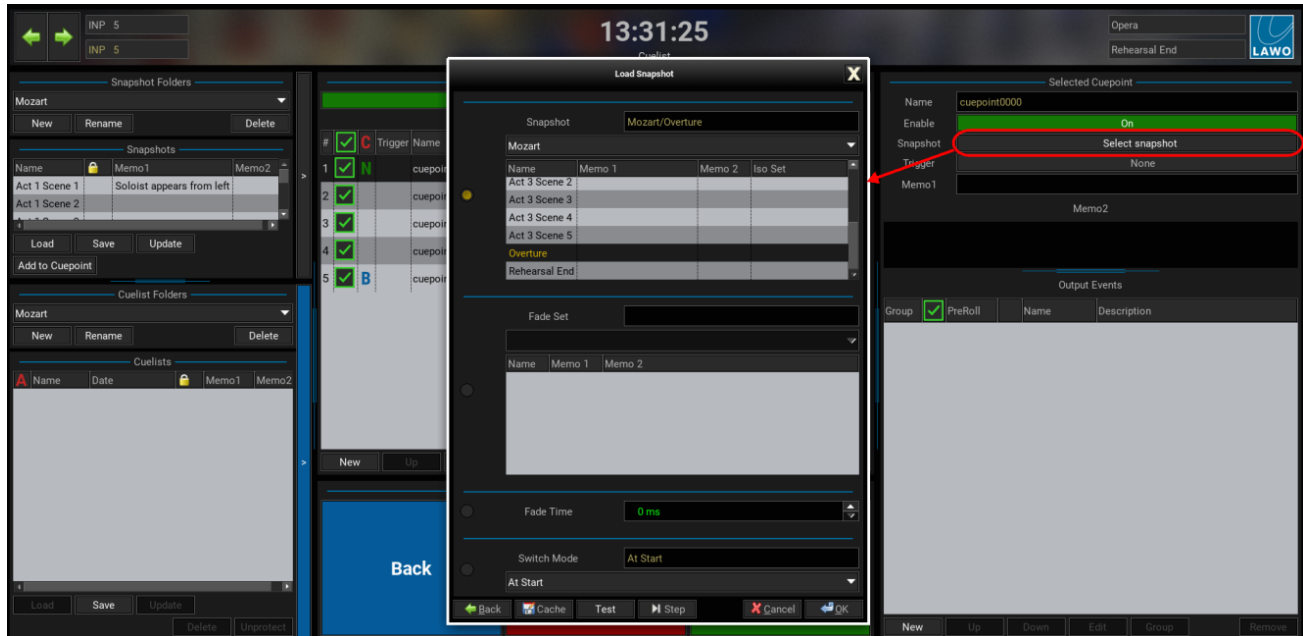 INP 5
INP 5
13:31:25
Cuelist
Opera
Rehearsal End
LAWO
Snapshot Folders
Mozart
New Rename Delete
Snapshots
Name Memo1 Memo2
Act 1 Scene 1 Soloist appears from left
Act 1 Scene 2
Load Save Update
Add to Cuepoint
Cuelist Folders
Mozart
New Rename Delete
Cuelists
A Name Date Memo1 Memo2
Load Save Update
Delete Unprotect
>
>
# C Trigger Name
1 N cuepoi
2 cuepoi
3 cuepoi
4 cuepoi
5 B cuepoi
New Up
Back
Load Snapshot X
Snapshot Mozart/Overture
Mozart
Name Memo 1 Memo 2 Iso Set
Act 3 Scene 2
Act 3 Scene 3
Act 3 Scene 4
Act 3 Scene 5
Overture
Rehearsal End
Fade Set
Name Memo 1 Memo 2
Fade Time 0 ms
Switch Mode At Start
At Start
Back Cache Test Step Cancel OK
Selected Cuepoint
Name cuepoint0000
Enable On
Snapshot Select snapshot
Trigger None
Memo1
Memo2
Output Events
Group PreRoll Name Description
New Up Down Edit Group Remove